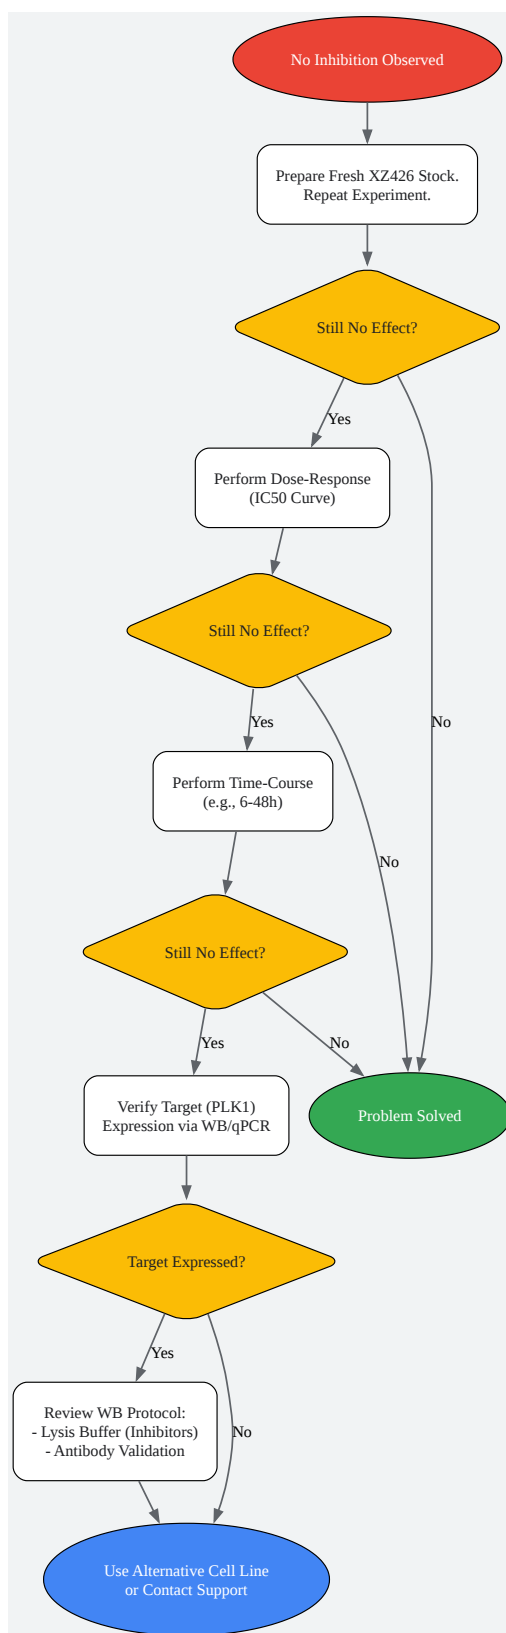 No Inhibition Observed
Prepare Fresh XZ426 Stock.
Repeat Experiment.
Still No Effect?
Yes
Perform Dose-Response
(IC50 Curve)
Still No Effect?
Yes
No
Perform Time-Course
(e.g., 6-48h)
No
Still No Effect?
Yes
No
Verify Target (PLK1)
Expression via WB/qPCR
Problem Solved
Target Expressed?
Yes
Review WB Protocol:
- Lysis Buffer (Inhibitors)
- Antibody Validation
No
Use Alternative Cell Line
or Contact Support